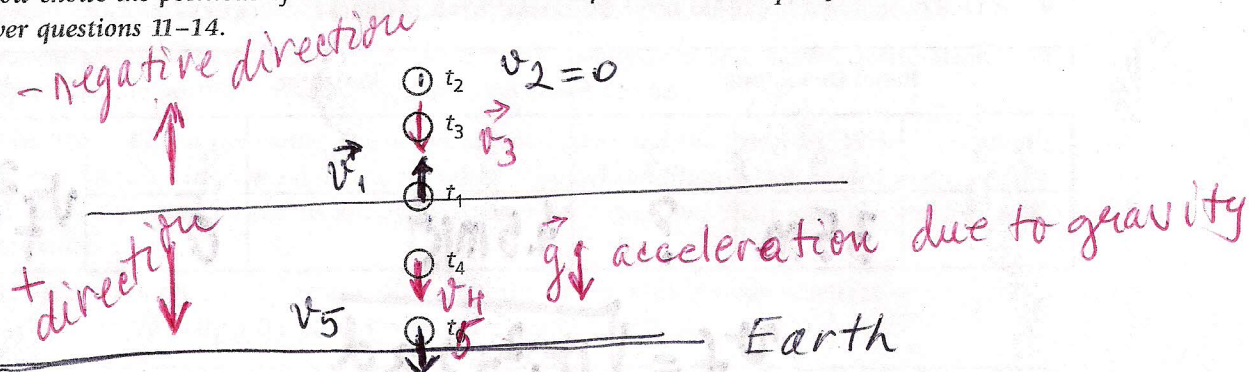 ver questions 11–14.
- negative direction
t₂ v₂ = 0
t₃ v⃗₃
v⃗₁
t₁
g⃗ acceleration due to gravity
+ direction
t₄
v₄
v₅ t₅
Earth